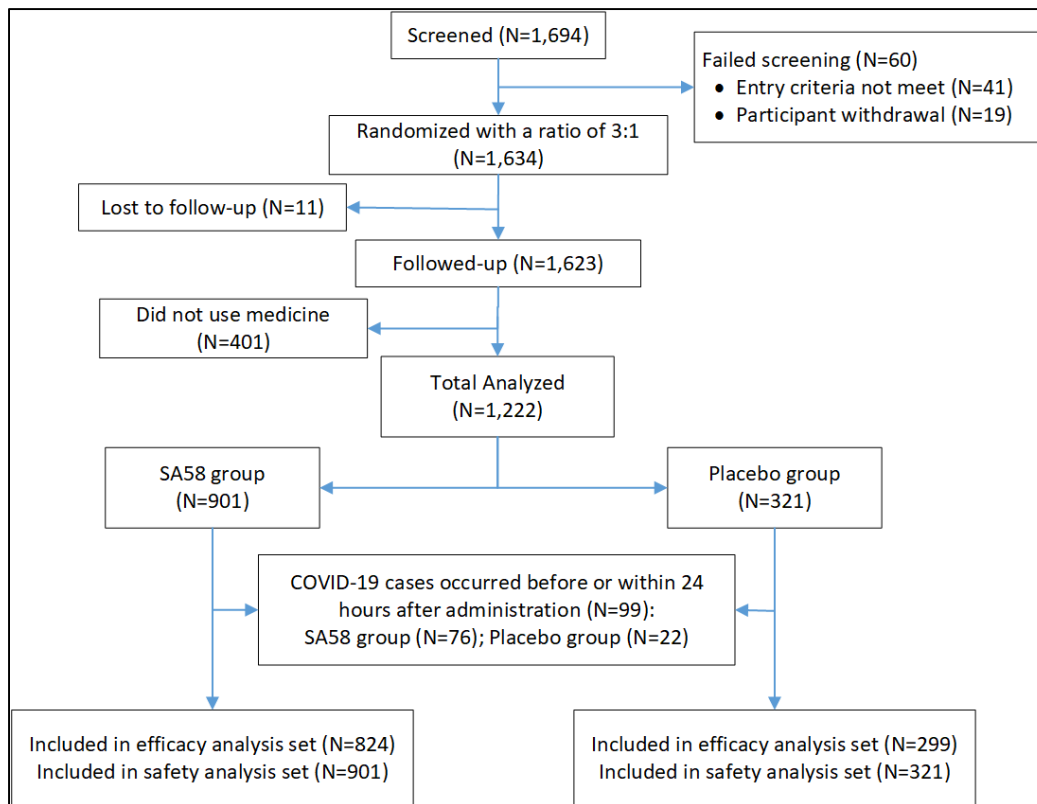 Screened (N=1,694)
Failed screening (N=60)
• Entry criteria not meet (N=41)
• Participant withdrawal (N=19)
Randomized with a ratio of 3:1
(N=1,634)
Lost to follow-up (N=11)
Followed-up (N=1,623)
Did not use medicine
(N=401)
Total Analyzed
(N=1,222)
SA58 group
(N=901)
Placebo group
(N=321)
COVID-19 cases occurred before or within 24
hours after administration (N=99):
SA58 group (N=76); Placebo group (N=22)
Included in efficacy analysis set (N=824)
Included in safety analysis set (N=901)
Included in efficacy analysis set (N=299)
Included in safety analysis set (N=321)